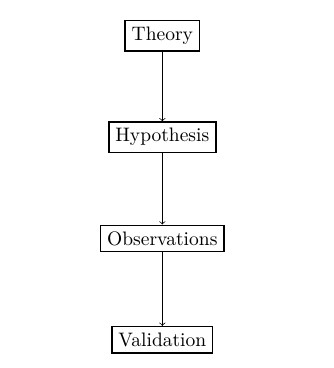 Theory
Hypothesis
Observations
Validation